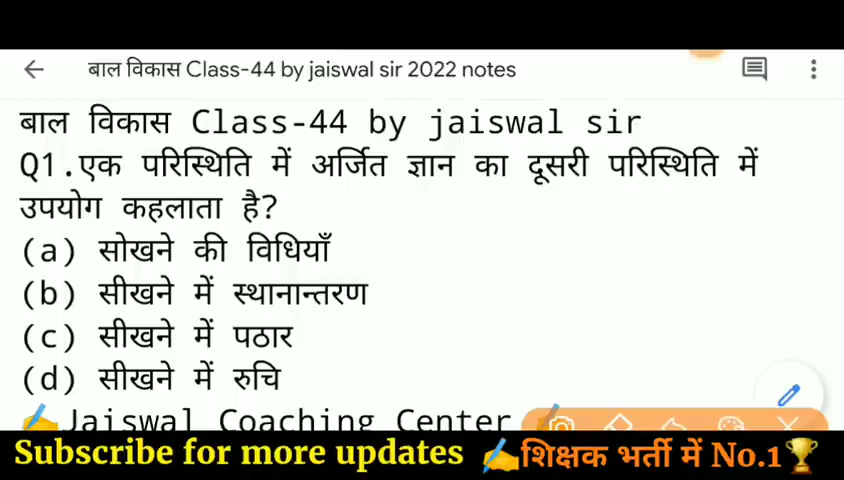 बाल विकास Class-44 by jaiswal sir 2022 notes
बाल विकास Class-44 by jaiswal sir
Q1.एक परिस्थिति में अर्जित ज्ञान का दूसरी परिस्थिति में
उपयोग कहलाता है?
(a) सोखने की विधियाँ
(b) सीखने में स्थानान्तरण
(c) सीखने में पठार
(d) सीखने में रुचि
✍️Jaiswal Coaching Center ✍️
Subscribe for more updates ✍️शिक्षक भर्ती में No.1🏆